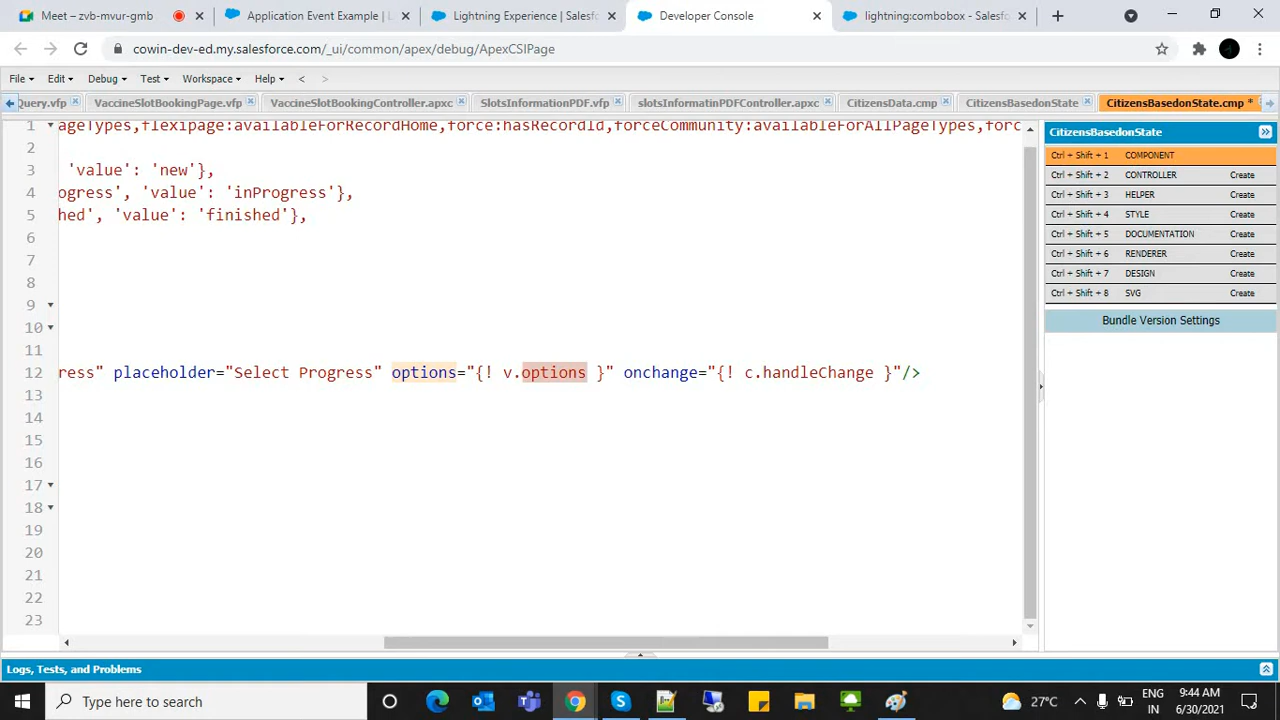 Meet – zvb-mvur-gmb
Application Event Example | L
Lightning Experience | Salesf
Developer Console
lightning:combobox - Salesfo
cowin-dev-ed.my.salesforce.com/_ui/common/apex/debug/ApexCSIPage
File Edit Debug Test Workspace Help < >
Query.vfp VaccineSlotBookingPage.vfp VaccineSlotBookingController.apxc SlotsInformationPDF.vfp slotsInformatinPDFController.apxc CitizensData.cmp CitizensBasedonState CitizensBasedonState.cmp *
1 ageTypes,flexipage:availableForRecordHome,force:hasRecordId,forceCommunity:availableForAllPageTypes,forc
2
3 'value': 'new'},
4 ogress', 'value': 'inProgress'},
5 hed', 'value': 'finished'},
6
7
8
9
10
11
12 ress" placeholder="Select Progress" options="{! v.options }" onchange="{! c.handleChange }"/>
13
14
15
16
17
18
19
20
21
22
23
CitizensBasedonState
Ctrl + Shift + 1 COMPONENT
Ctrl + Shift + 2 CONTROLLER Create
Ctrl + Shift + 3 HELPER Create
Ctrl + Shift + 4 STYLE Create
Ctrl + Shift + 5 DOCUMENTATION Create
Ctrl + Shift + 6 RENDERER Create
Ctrl + Shift + 7 DESIGN Create
Ctrl + Shift + 8 SVG Create
Bundle Version Settings
Logs, Tests, and Problems
Type here to search
27°C
ENG
IN
9:44 AM
6/30/2021